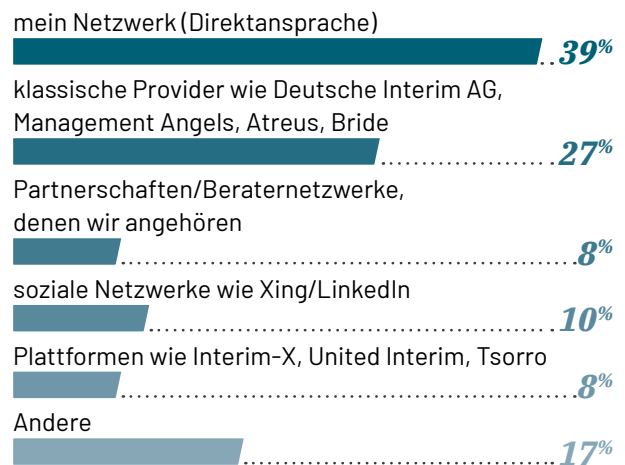 mein Netzwerk (Direktansprache)
39%
klassische Provider wie Deutsche Interim AG,
Management Angels, Atreus, Bride
27%
Partnerschaften/Beraternetzwerke,
denen wir angehören
8%
soziale Netzwerke wie Xing/LinkedIn
10%
Plattformen wie Interim-X, United Interim, Tsorro
8%
Andere
17%